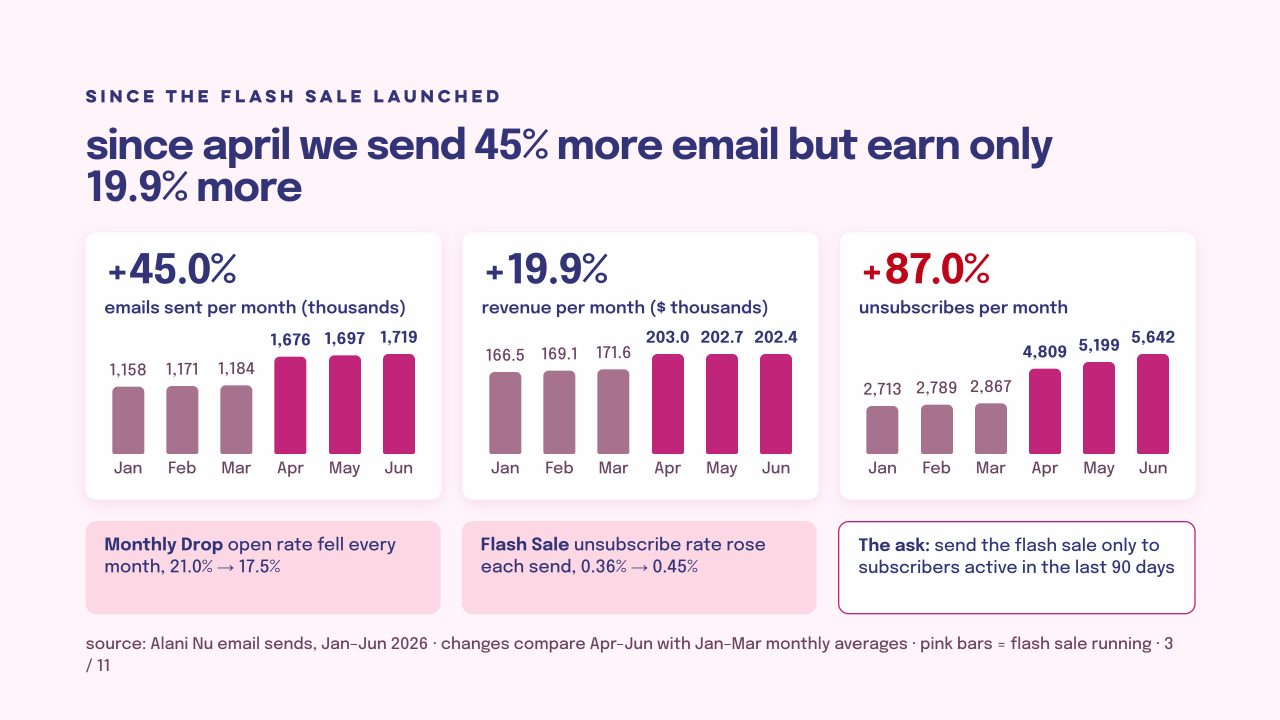 SINCE THE FLASH SALE LAUNCHED
since april we send 45% more email but earn only
19.9% more
+45.0%
emails sent per month (thousands)
1,158 1,171 1,184 1,676 1,697 1,719
Jan Feb Mar Apr May Jun
+19.9%
revenue per month ($ thousands)
166.5 169.1 171.6 203.0 202.7 202.4
Jan Feb Mar Apr May Jun
+87.0%
unsubscribes per month
2,713 2,789 2,867 4,809 5,199 5,642
Jan Feb Mar Apr May Jun
Monthly Drop open rate fell every
month, 21.0% → 17.5%
Flash Sale unsubscribe rate rose
each send, 0.36% → 0.45%
The ask: send the flash sale only to
subscribers active in the last 90 days
source: Alani Nu email sends, Jan–Jun 2026 · changes compare Apr–Jun with Jan–Mar monthly averages · pink bars = flash sale running · 3
/ 11